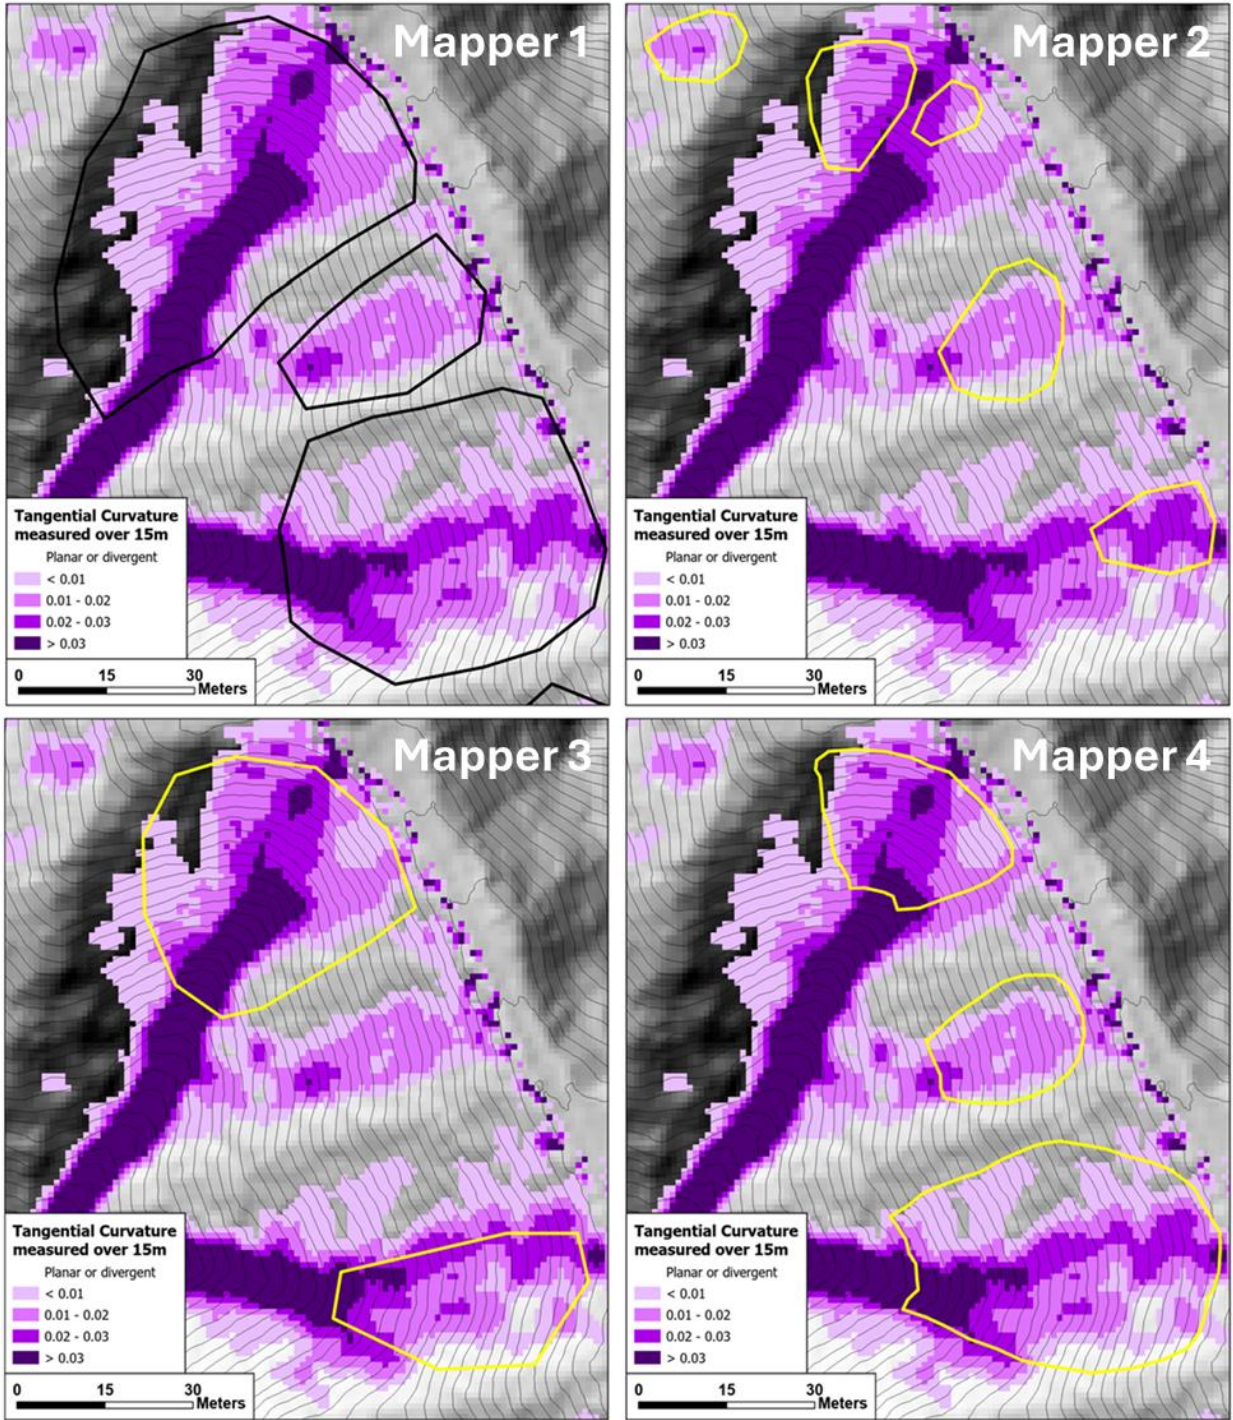 Mapper 1
Tangential Curvature
measured over 15m
Planar or divergent
< 0.01
0.01 - 0.02
0.02 - 0.03
> 0.03
0 15 30
Meters
Mapper 2
Tangential Curvature
measured over 15m
Planar or divergent
< 0.01
0.01 - 0.02
0.02 - 0.03
> 0.03
0 15 30
Meters
Mapper 3
Tangential Curvature
measured over 15m
Planar or divergent
< 0.01
0.01 - 0.02
0.02 - 0.03
> 0.03
0 15 30
Meters
Mapper 4
Tangential Curvature
measured over 15m
Planar or divergent
< 0.01
0.01 - 0.02
0.02 - 0.03
> 0.03
0 15 30
Meters